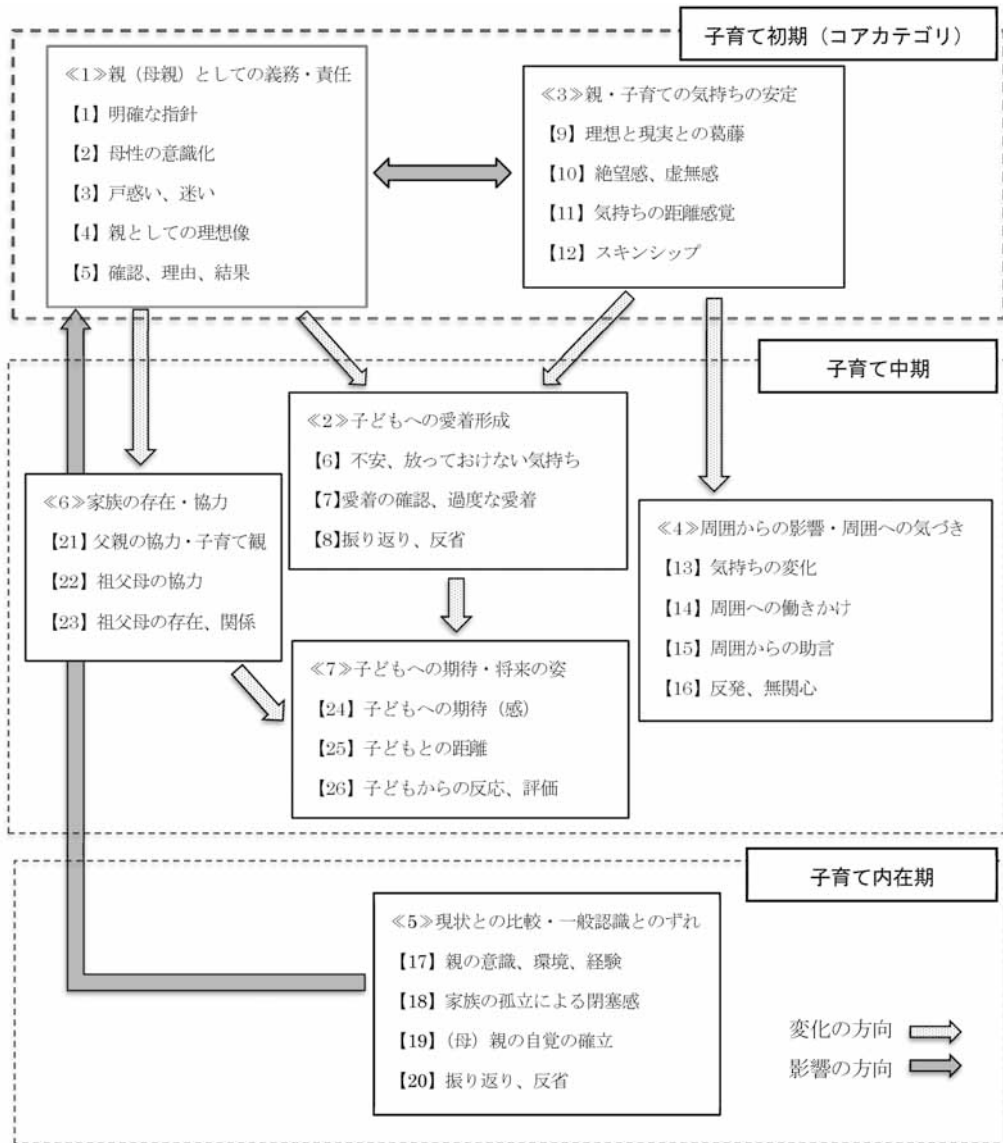 子育て初期（コアカテゴリ）
≪1≫親（母親）としての義務・責任
【1】明確な指針
【2】母性の意識化
【3】戸惑い、迷い
【4】親としての理想像
【5】確認、理由、結果
≪3≫親・子育ての気持ちの安定
【9】理想と現実との葛藤
【10】絶望感、虚無感
【11】気持ちの距離感覚
【12】スキンシップ
子育て中期
≪2≫子どもへの愛着形成
【6】不安、放っておけない気持ち
【7】愛着の確認、過度な愛着
【8】振り返り、反省
≪6≫家族の存在・協力
【21】父親の協力・子育て観
【22】祖父母の協力
【23】祖父母の存在、関係
≪4≫周囲からの影響・周囲への気づき
【13】気持ちの変化
【14】周囲への働きかけ
【15】周囲からの助言
【16】反発、無関心
≪7≫子どもへの期待・将来の姿
【24】子どもへの期待（感）
【25】子どもとの距離
【26】子どもからの反応、評価
子育て内在期
≪5≫現状との比較・一般認識とのずれ
【17】親の意識、環境、経験
【18】家族の孤立による閉塞感
【19】（母）親の自覚の確立
【20】振り返り、反省
変化の方向
影響の方向